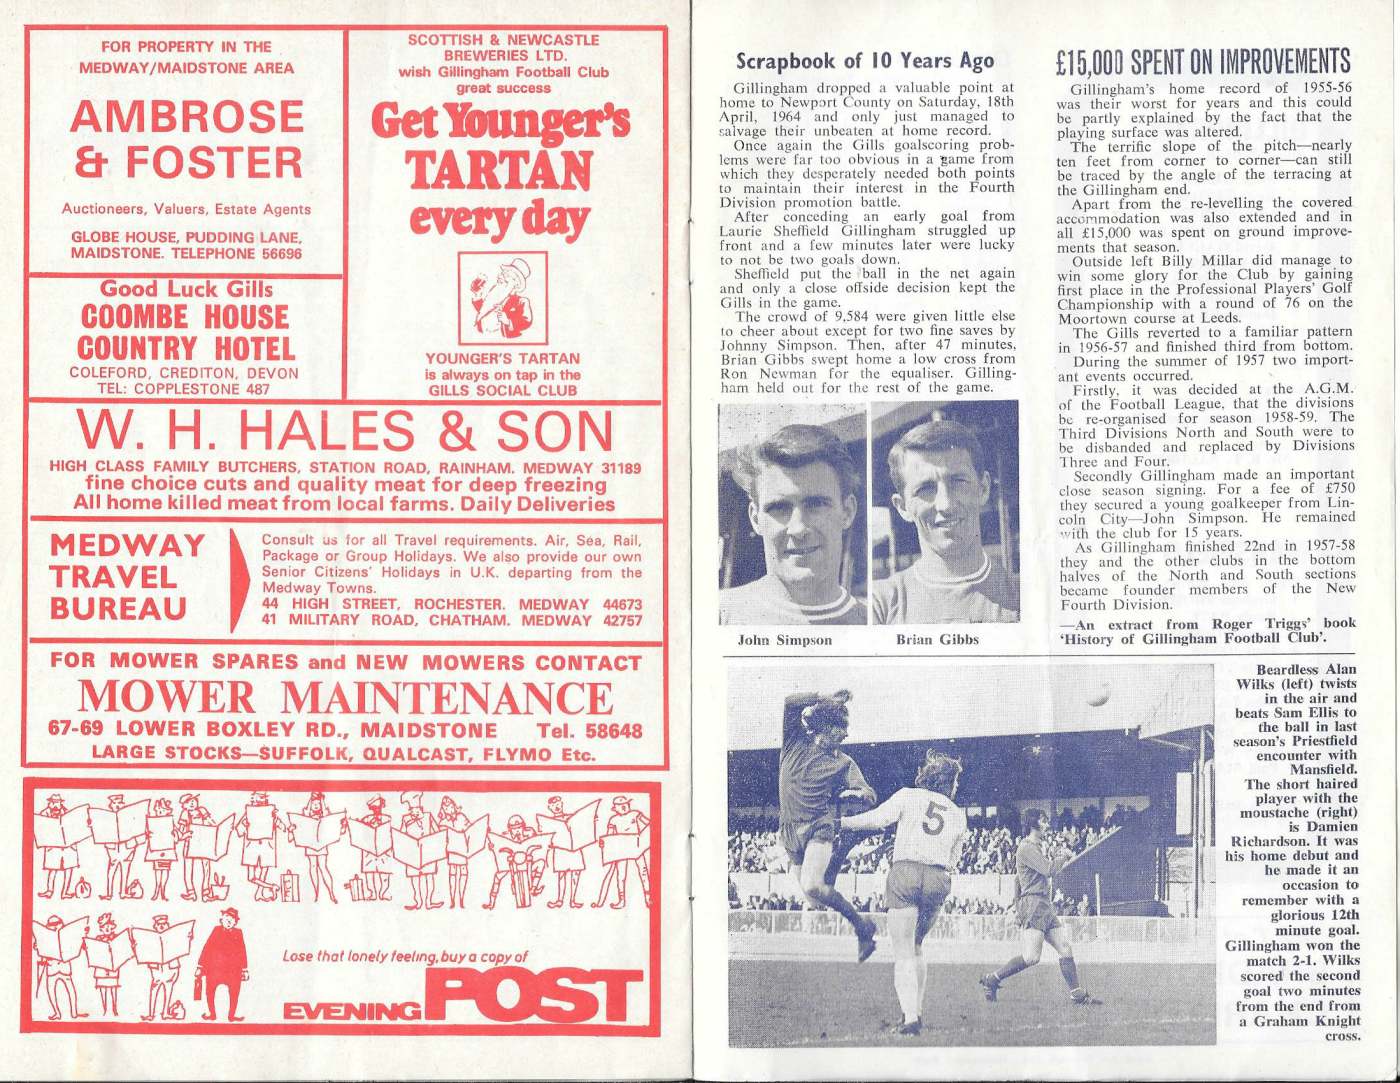 FOR PROPERTY IN THE
MEDWAY/MAIDSTONE AREA
AMBROSE
& FOSTER
Auctioneers, Valuers, Estate Agents
GLOBE HOUSE, PUDDING LANE,
MAIDSTONE. TELEPHONE 56696
Good Luck Gills
COOMBE HOUSE
COUNTRY HOTEL
COLEFORD, CREDITON, DEVON
TEL: COPPLESTONE 487
SCOTTISH & NEWCASTLE
BREWERIES LTD.
wish Gillingham Football Club
great success
Get Younger's
TARTAN
every day
YOUNGER'S TARTAN
is always on tap in the
GILLS SOCIAL CLUB
W. H. HALES & SON
HIGH CLASS FAMILY BUTCHERS, STATION ROAD, RAINHAM. MEDWAY 31189
fine choice cuts and quality meat for deep freezing
All home killed meat from local farms. Daily Deliveries
MEDWAY
TRAVEL
BUREAU
Consult us for all Travel requirements. Air, Sea, Rail,
Package or Group Holidays. We also provide our own
Senior Citizens' Holidays in U.K. departing from the
Medway Towns.
44 HIGH STREET, ROCHESTER. MEDWAY 44673
41 MILITARY ROAD, CHATHAM. MEDWAY 42757
FOR MOWER SPARES and NEW MOWERS CONTACT
MOWER MAINTENANCE
67-69 LOWER BOXLEY RD., MAIDSTONE Tel. 58648
LARGE STOCKS—SUFFOLK, QUALCAST, FLYMO Etc.
Lose that lonely feeling, buy a copy of
EVENING POST
Scrapbook of 10 Years Ago
Gillingham dropped a valuable point at
home to Newport County on Saturday, 18th
April, 1964 and only just managed to
salvage their unbeaten at home record.
Once again the Gills goalscoring prob-
lems were far too obvious in a game from
which they desperately needed both points
to maintain their interest in the Fourth
Division promotion battle.
After conceding an early goal from
Laurie Sheffield Gillingham struggled up
front and a few minutes later were lucky
to not be two goals down.
Sheffield put the ball in the net again
and only a close offside decision kept the
Gills in the game.
The crowd of 9,584 were given little else
to cheer about except for two fine saves by
Johnny Simpson. Then, after 47 minutes,
Brian Gibbs swept home a low cross from
Ron Newman for the equaliser. Gilling-
ham held out for the rest of the game.
John Simpson
Brian Gibbs
£15,000 SPENT ON IMPROVEMENTS
Gillingham's home record of 1955-56
was their worst for years and this could
be partly explained by the fact that the
playing surface was altered.
The terrific slope of the pitch—nearly
ten feet from corner to corner—can still
be traced by the angle of the terracing at
the Gillingham end.
Apart from the re-levelling the covered
accommodation was also extended and in
all £15,000 was spent on ground improve-
ments that season.
Outside left Billy Millar did manage to
win some glory for the Club by gaining
first place in the Professional Players' Golf
Championship with a round of 76 on the
Moortown course at Leeds.
The Gills reverted to a familiar pattern
in 1956-57 and finished third from bottom.
During the summer of 1957 two import-
ant events occurred.
Firstly, it was decided at the A.G.M.
of the Football League, that the divisions
be re-organised for season 1958-59. The
Third Divisions North and South were to
be disbanded and replaced by Divisions
Three and Four.
Secondly Gillingham made an important
close season signing. For a fee of £750
they secured a young goalkeeper from Lin-
coln City—John Simpson. He remained
with the club for 15 years.
As Gillingham finished 22nd in 1957-58
they and the other clubs in the bottom
halves of the North and South sections
became founder members of the New
Fourth Division.
—An extract from Roger Triggs' book
'History of Gillingham Football Club'.
5
Beardless Alan
Wilks (left) twists
in the air and
beats Sam Ellis to
the ball in last
season's Priestfield
encounter with
Mansfield.
The short haired
player with the
moustache (right)
is Damien
Richardson. It was
his home debut and
he made it an
occasion to
remember with a
glorious 12th
minute goal.
Gillingham won the
match 2-1. Wilks
scored the second
goal two minutes
from the end from
a Graham Knight
cross.